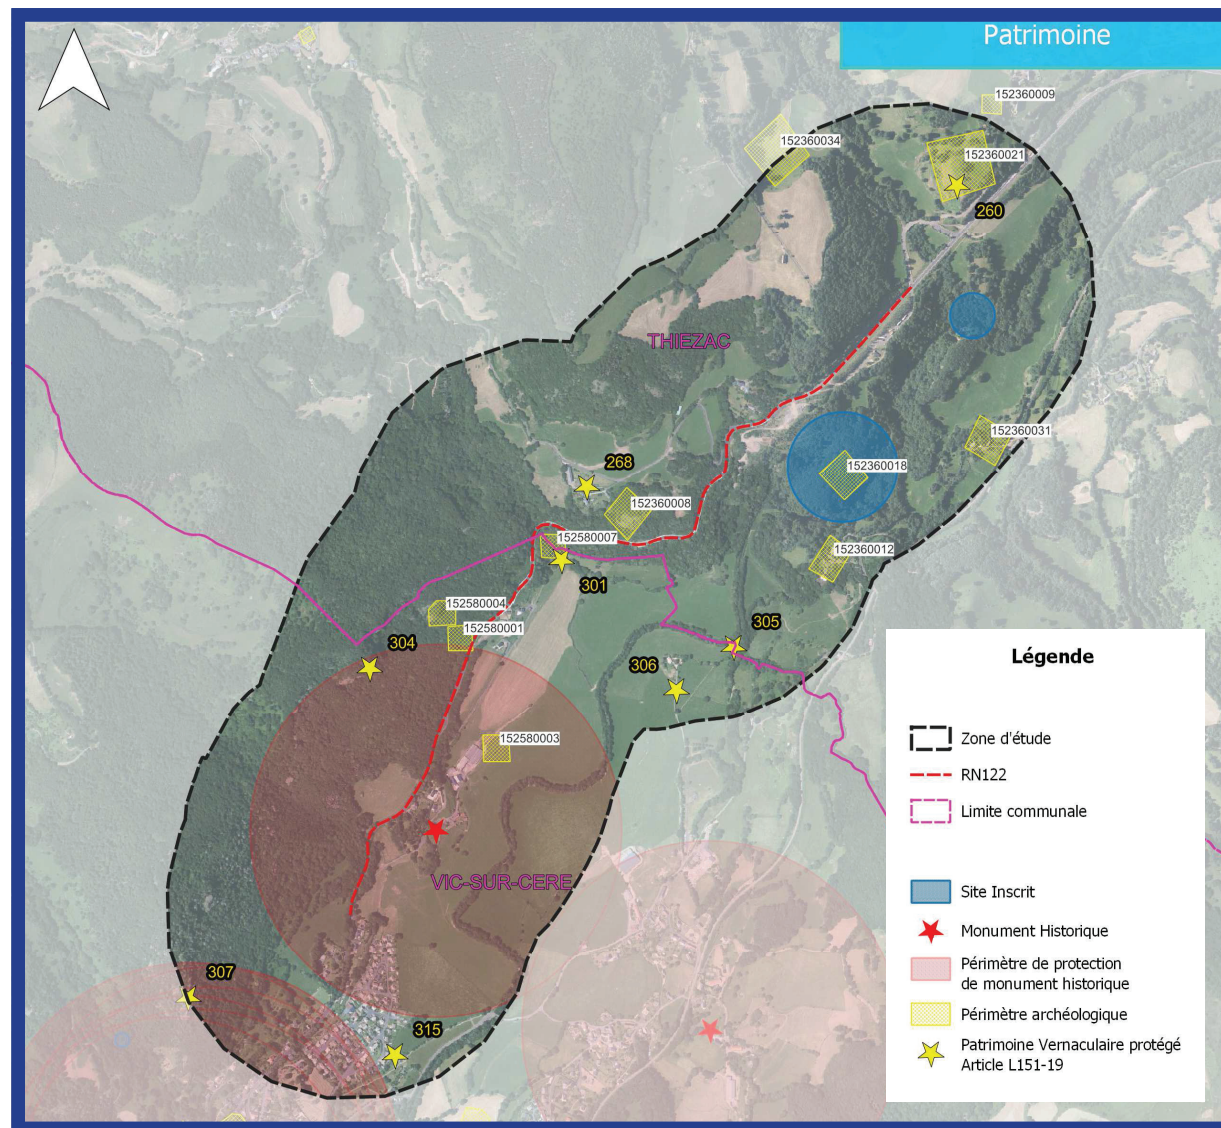 Patrimoine
152360009
152360034
152360021
260
THIEZAC
152360031
268
152360018
152360008
152580007
152360012
301
152580004
305
152580001
304
306
152580003
VIC-SUR-CERE
307
315
Légende
Zone d'étude
RN122
Limite communale
Site Inscrit
Monument Historique
Périmètre de protection
de monument historique
Périmètre archéologique
Patrimoine Vernaculaire protégé
Article L151-19